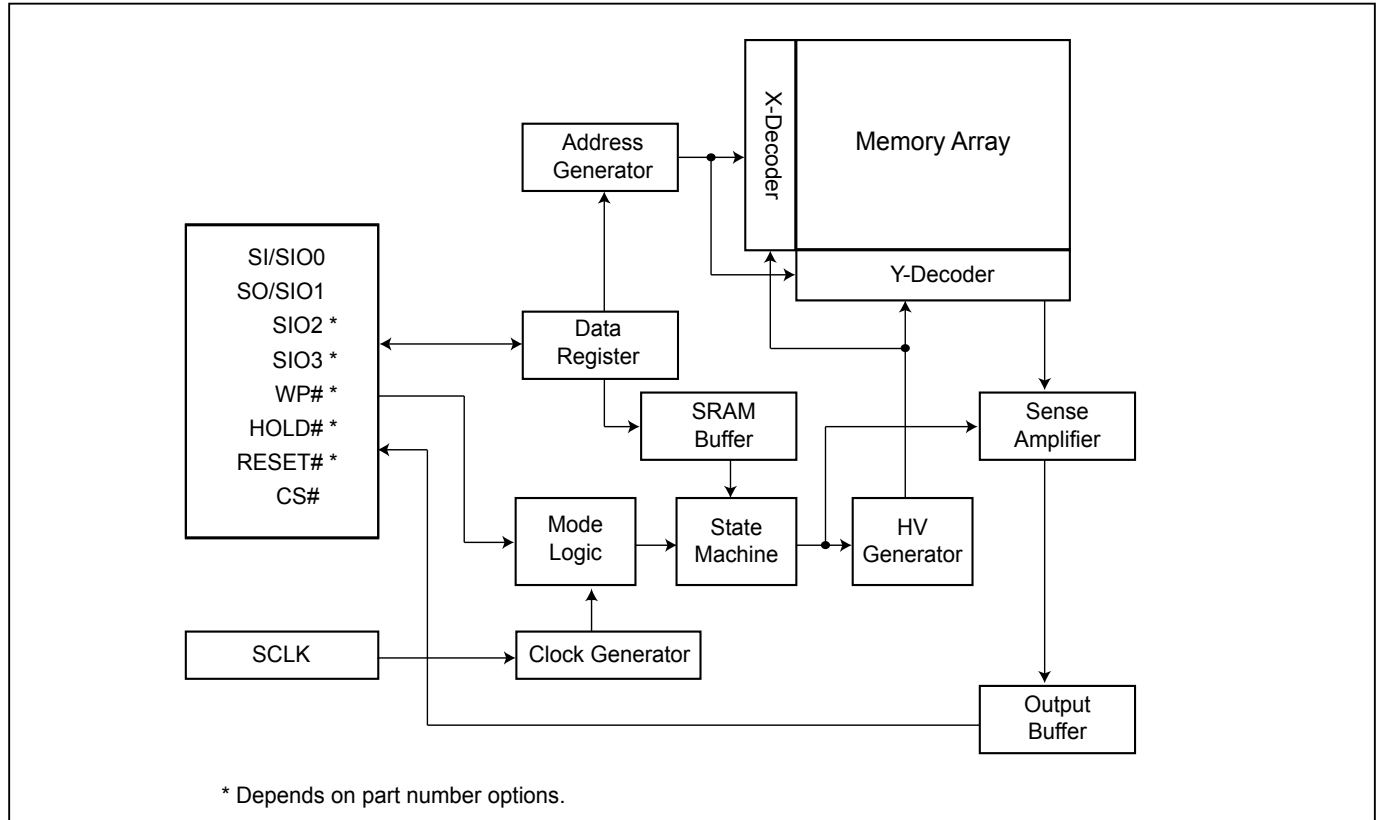 X-Decoder
Memory Array
Address
Generator
Y-Decoder
SI/SIO0
SO/SIO1
SIO2 *
SIO3 *
WP# *
HOLD# *
RESET# *
CS#
Data
Register
SRAM
Buffer
Sense
Amplifier
Mode
Logic
State
Machine
HV
Generator
SCLK
Clock Generator
Output
Buffer
* Depends on part number options.